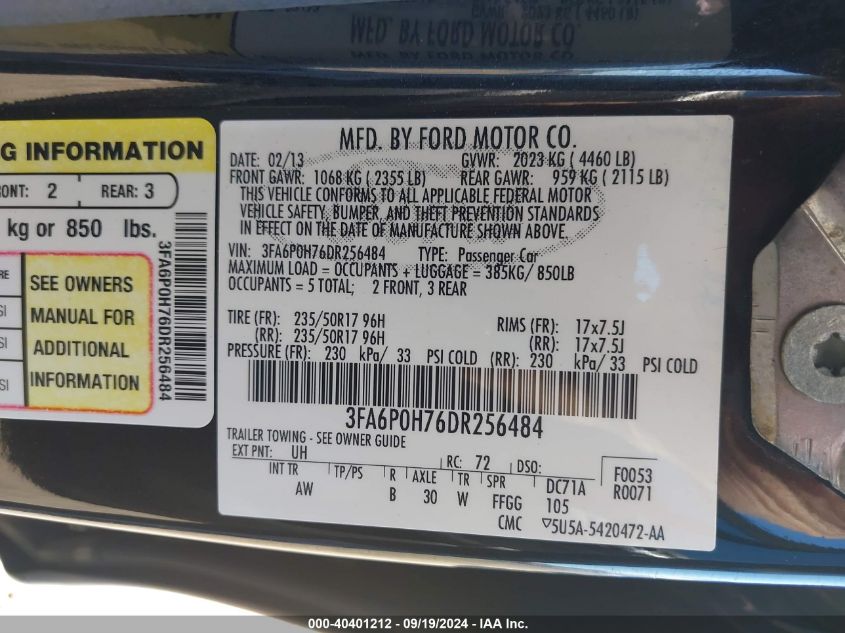 G INFORMATION
RONT: 2 REAR: 3
kg or 850 lbs.
RE
SEE OWNERS
MANUAL FOR
ADDITIONAL
INFORMATION
SI
SI
SI
3FA6P0H76DR256484
MFD. BY FORD MOTOR CO.
DATE: 02/13 GVWR: 2023 KG ( 4460 LB)
FRONT GAWR: 1068 KG ( 2355 LB) REAR GAWR: 959 KG ( 2115 LB)
THIS VEHICLE CONFORMS TO ALL APPLICABLE FEDERAL MOTOR
VEHICLE SAFETY, BUMPER, AND THEFT PREVENTION STANDARDS
IN EFFECT ON THE DATE OF MANUFACTURE SHOWN ABOVE.
VIN: 3FA6P0H76DR256484 TYPE: Passenger Car
MAXIMUM LOAD = OCCUPANTS + LUGGAGE = 385KG/ 850LB
OCCUPANTS = 5 TOTAL; 2 FRONT, 3 REAR
TIRE (FR): 235/50R17 96H RIMS (FR): 17x7.5J
(RR): 235/50R17 96H (RR): 17x7.5J
PRESSURE (FR): 230 kPa/ 33 PSI COLD (RR): 230 kPa/ 33 PSI COLD
3FA6P0H76DR256484
TRAILER TOWING - SEE OWNER GUIDE
EXT PNT: UH RC: 72 DSO: F0053
INT TR TP/PS R AXLE TR SPR DC71A R0071
AW B 30 W FFGG 105
CMC ▽5U5A-5420472-AA
000-40401212 - 09/19/2024 - IAA Inc.